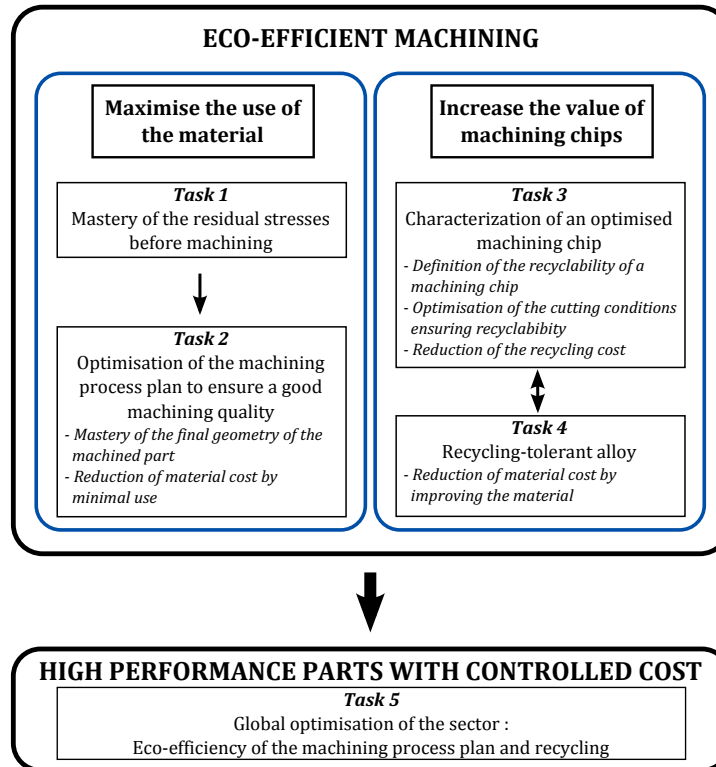 ECO-EFFICIENT MACHINING
Maximise the use of
the material
Task 1
Mastery of the residual stresses
before machining
Task 2
Optimisation of the machining
process plan to ensure a good
machining quality
- Mastery of the final geometry of the
machined part
- Reduction of material cost by
minimal use
Increase the value of
machining chips
Task 3
Characterization of an optimised
machining chip
- Definition of the recyclability of a
machining chip
- Optimisation of the cutting conditions
ensuring recyclabibity
- Reduction of the recycling cost
Task 4
Recycling-tolerant alloy
- Reduction of material cost by
improving the material
HIGH PERFORMANCE PARTS WITH CONTROLLED COST
Task 5
Global optimisation of the sector :
Eco-efficiency of the machining process plan and recycling